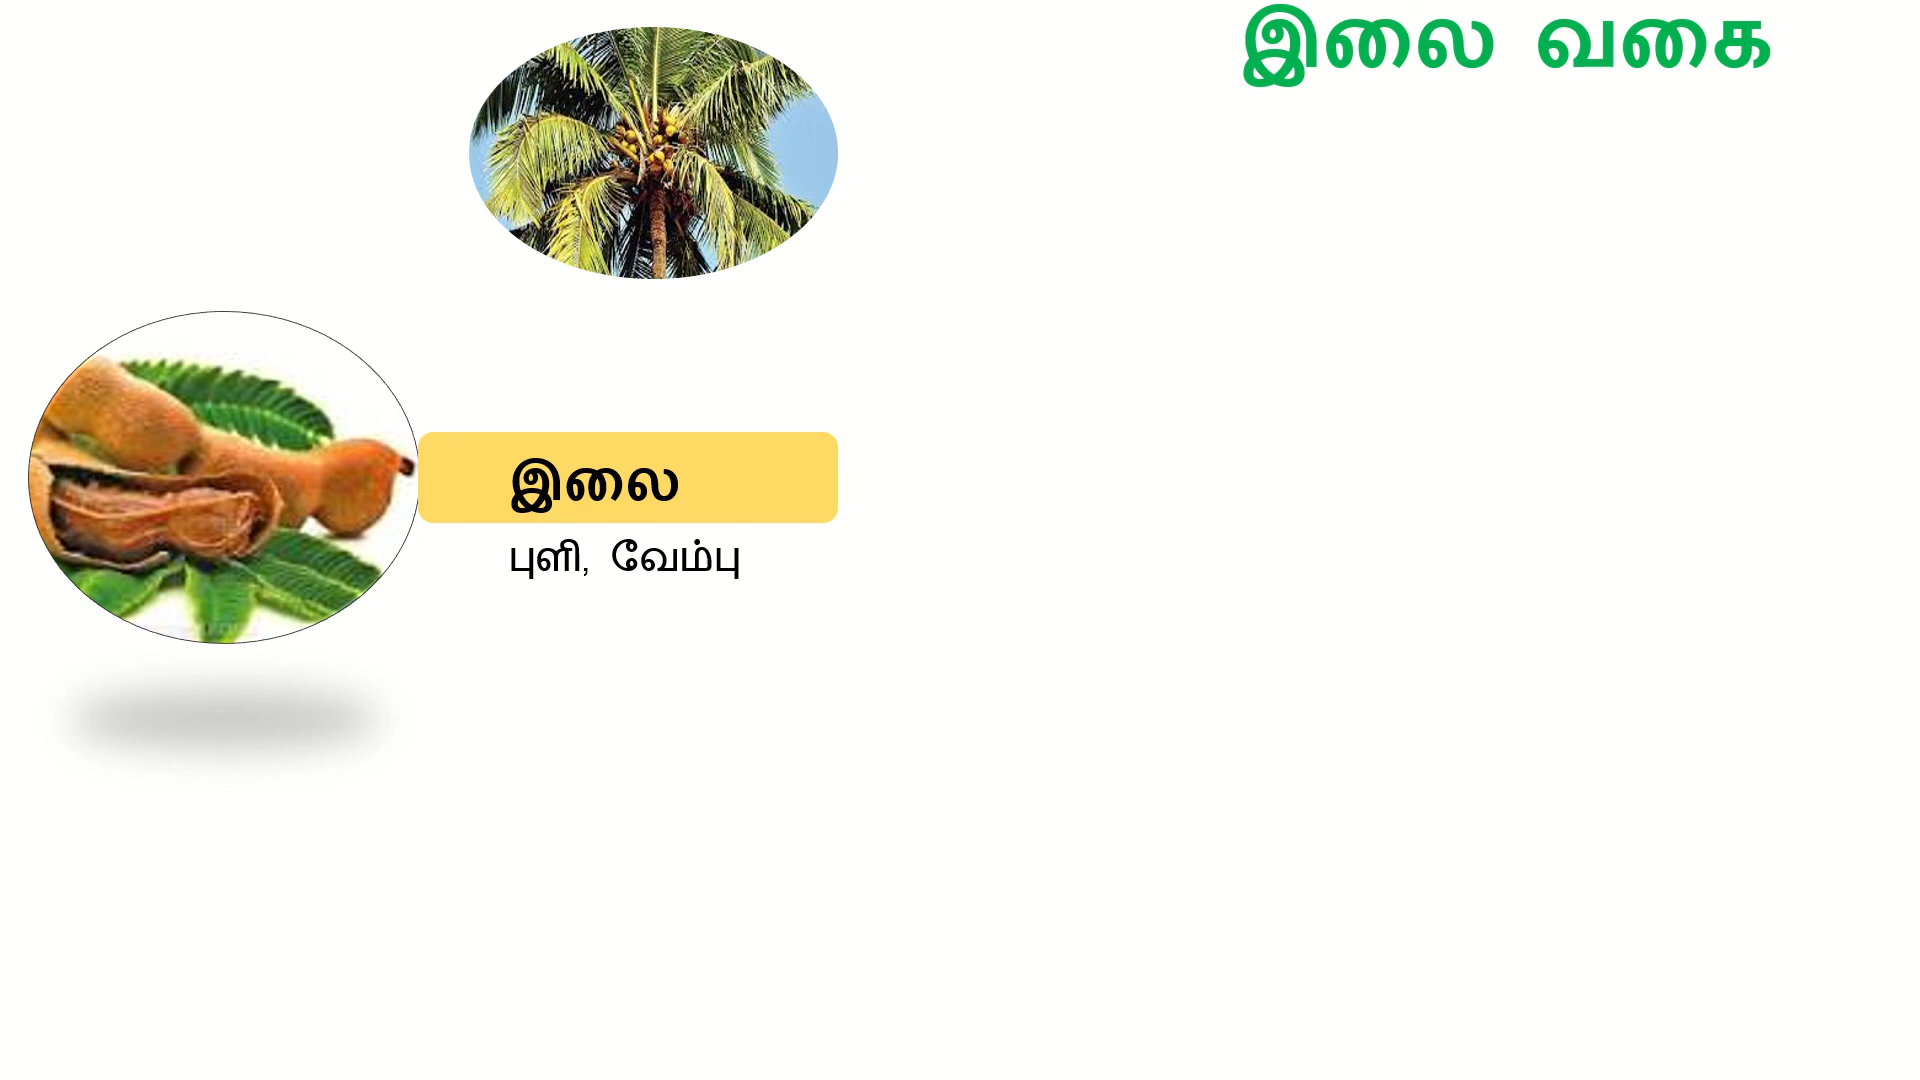 இலை வகை
இலை
புளி, வேம்பு